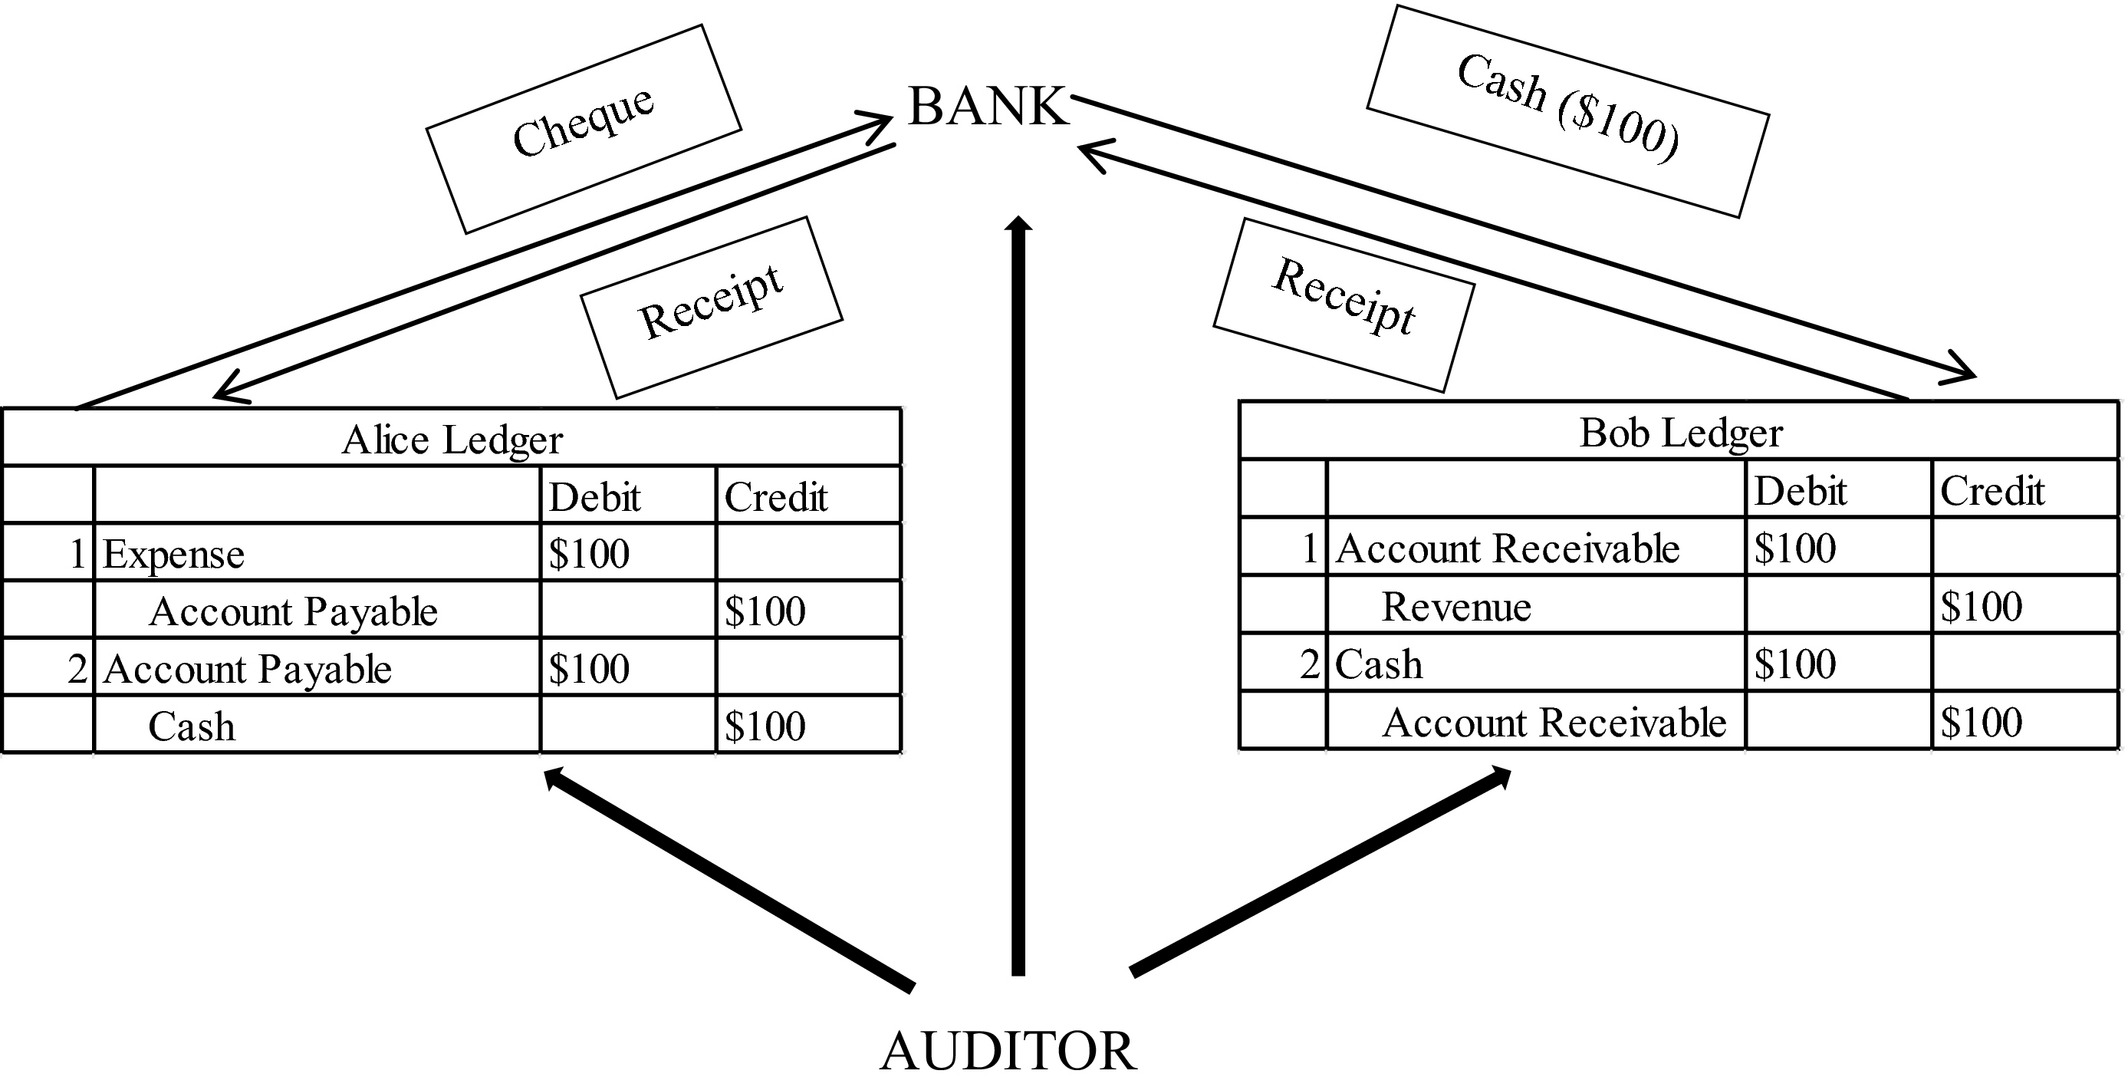 Cheque
BANK
Cash ($100)
Receipt
Receipt
Alice Ledger
Debit Credit
1 Expense $100
Account Payable $100
2 Account Payable $100
Cash $100
Bob Ledger
Debit Credit
1 Account Receivable $100
Revenue $100
2 Cash $100
Account Receivable $100
AUDITOR